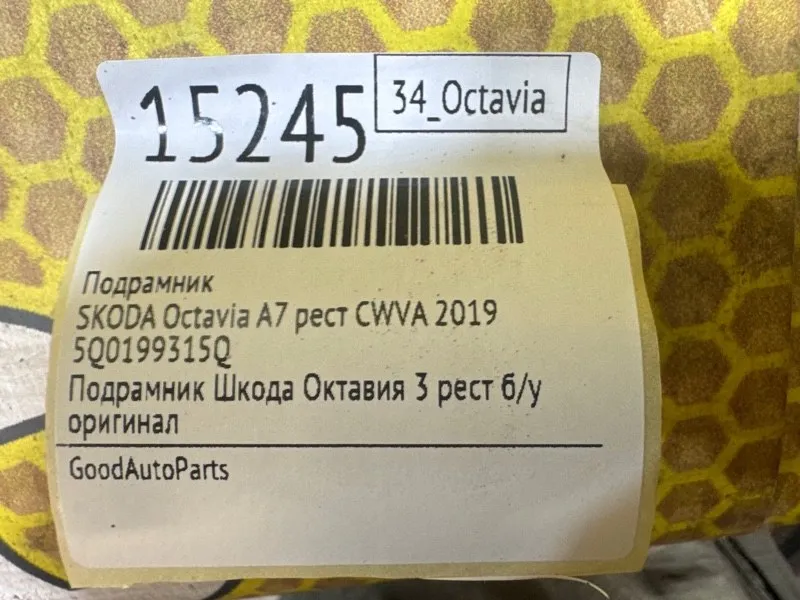 15245
34_Octavia
Подрамник
SKODA Octavia A7 рест CWVA 2019
5Q0199315Q
Подрамник Шкода Октавия 3 рест б/у
оригинал
GoodAutoParts